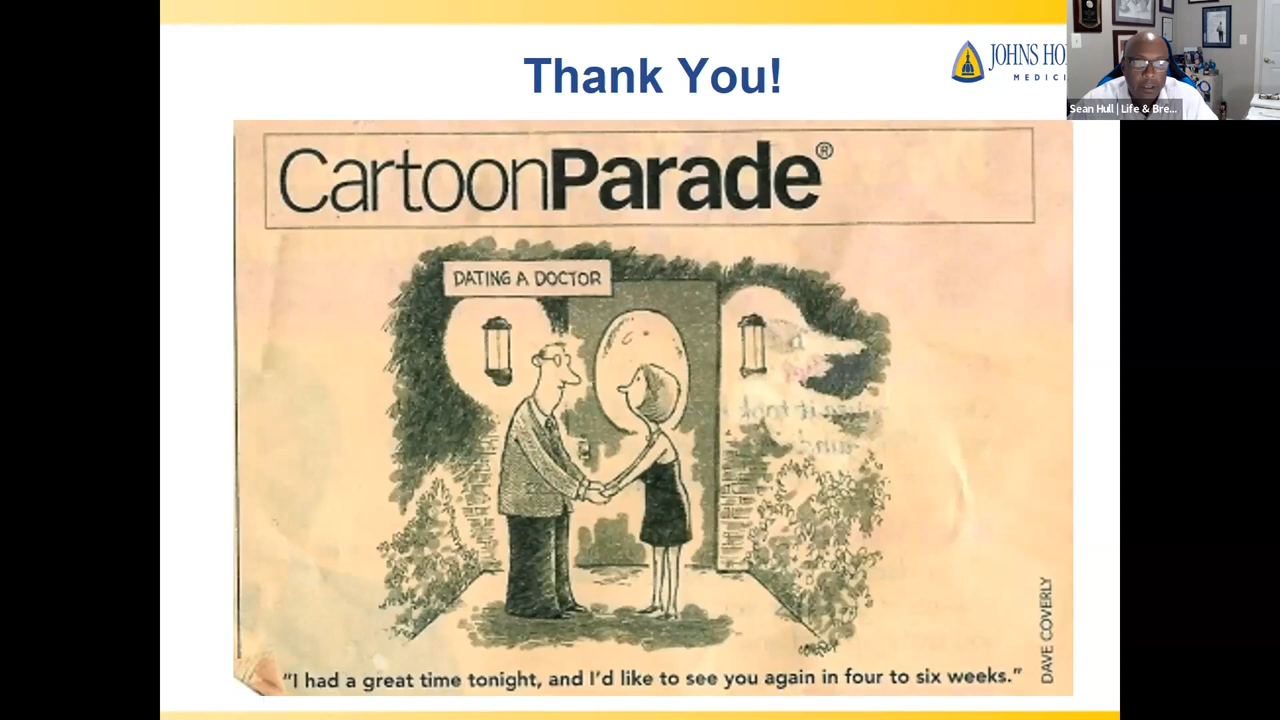 Thank You!
JOHNS HO
MEDICI
Sean Hull | Life & Bre...
CartoonParade®
DATING A DOCTOR
"I had a great time tonight, and I'd like to see you again in four to six weeks."
DAVE COVERLY